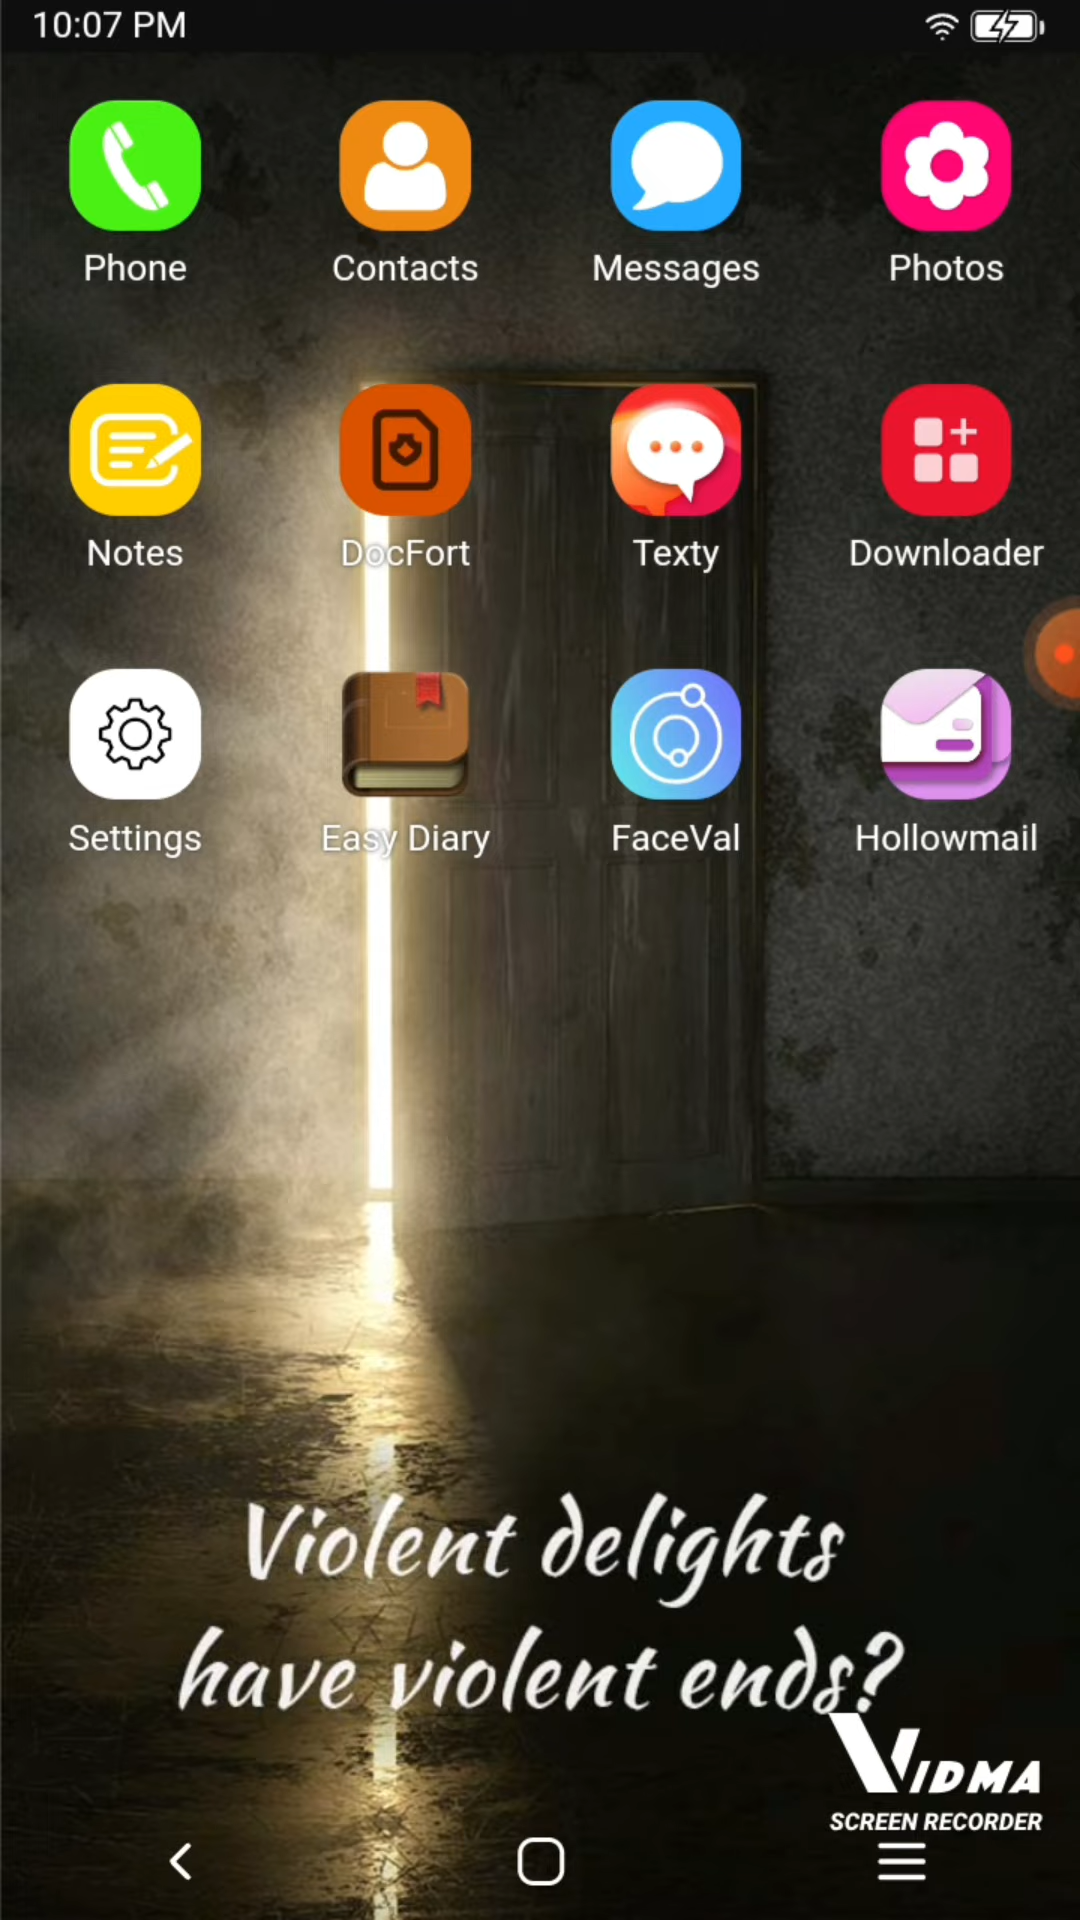 10:07 PM
Phone Contacts Messages Photos
Notes DocFort Texty Downloader
Settings Easy Diary FaceVal Hollowmail
Violent delights
have violent ends?
VIDMA
SCREEN RECORDER